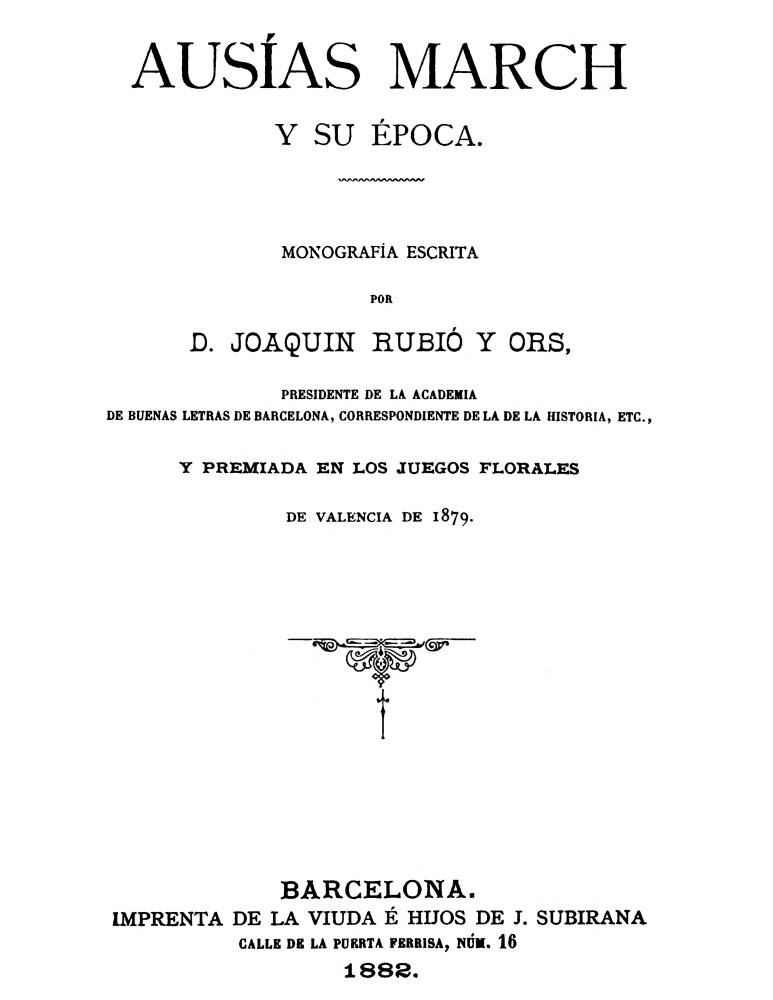 AUSÍAS MARCH
Y SU ÉPOCA.
MONOGRAFÍA ESCRITA
POR
D. JOAQUIN RUBIÓ Y ORS,
PRESIDENTE DE LA ACADEMIA
DE BUENAS LETRAS DE BARCELONA, CORRESPONDIENTE DE LA DE LA HISTORIA, ETC.,
Y PREMIADA EN LOS JUEGOS FLORALES
DE VALENCIA DE 1879.
BARCELONA.
IMPRENTA DE LA VIUDA É HIJOS DE J. SUBIRANA
CALLE DE LA PUERTA FERRISA, NÚM. 16
1882.